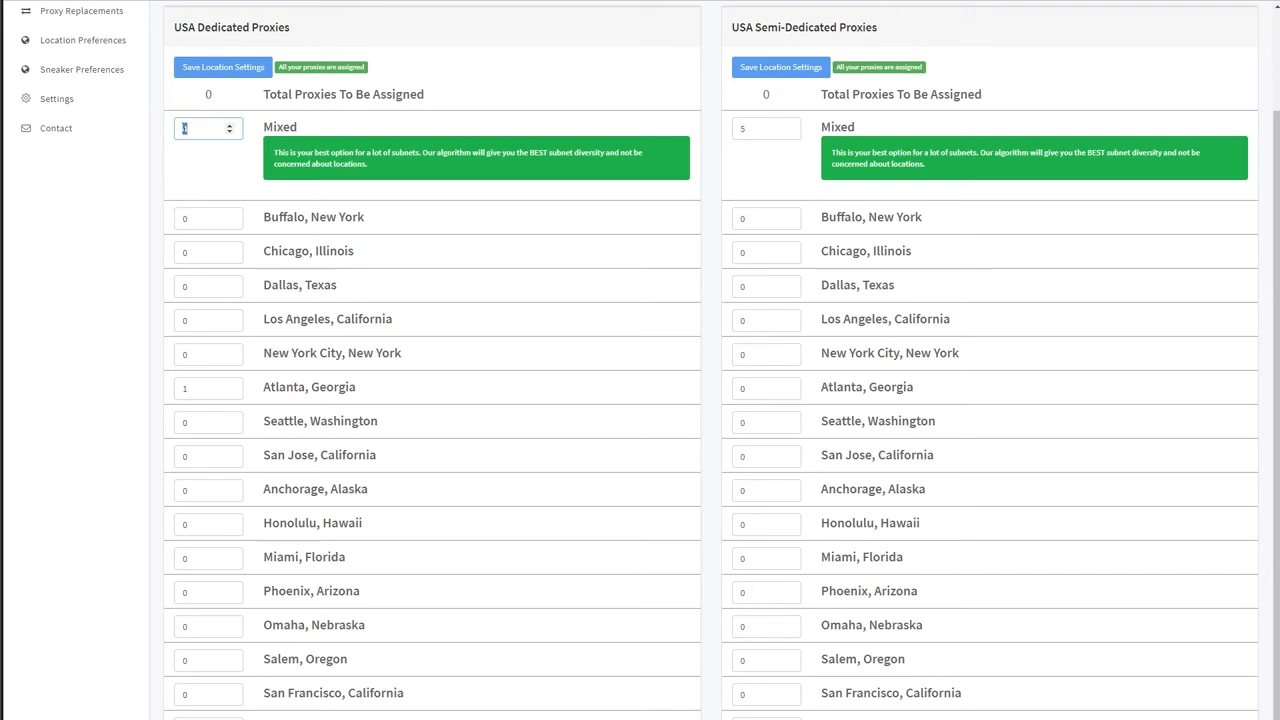 Proxy Replacements
Location Preferences
Sneaker Preferences
Settings
Contact
USA Dedicated Proxies
Save Location Settings
All your proxies are assigned
0 Total Proxies To Be Assigned
Mixed
This is your best option for a lot of subnets. Our algorithm will give you the BEST subnet diversity and not be
concerned about locations.
0 Buffalo, New York
0 Chicago, Illinois
0 Dallas, Texas
0 Los Angeles, California
0 New York City, New York
1 Atlanta, Georgia
0 Seattle, Washington
0 San Jose, California
0 Anchorage, Alaska
0 Honolulu, Hawaii
0 Miami, Florida
0 Phoenix, Arizona
0 Omaha, Nebraska
0 Salem, Oregon
0 San Francisco, California
USA Semi-Dedicated Proxies
Save Location Settings
All your proxies are assigned
0 Total Proxies To Be Assigned
5 Mixed
This is your best option for a lot of subnets. Our algorithm will give you the BEST subnet diversity and not be
concerned about locations.
0 Buffalo, New York
0 Chicago, Illinois
0 Dallas, Texas
0 Los Angeles, California
0 New York City, New York
0 Atlanta, Georgia
0 Seattle, Washington
0 San Jose, California
0 Anchorage, Alaska
0 Honolulu, Hawaii
0 Miami, Florida
0 Phoenix, Arizona
0 Omaha, Nebraska
0 Salem, Oregon
0 San Francisco, California